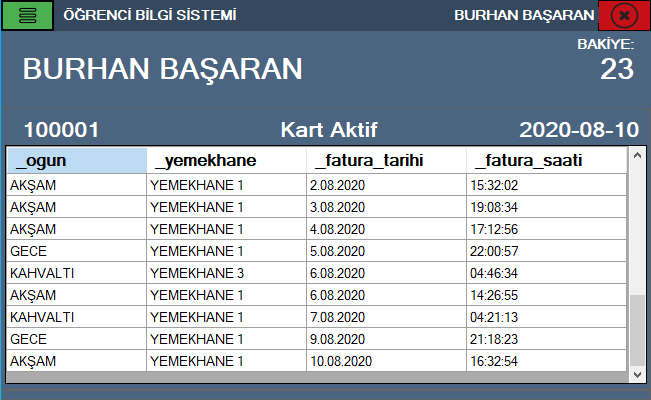 ÖĞRENCİ BİLGİ SİSTEMİ BURHAN BAŞARAN
BAKİYE:
BURHAN BAŞARAN 23
100001 Kart Aktif 2020-08-10
_ogun _yemekhane _fatura_tarihi _fatura_saati
AKŞAM YEMEKHANE 1 2.08.2020 15:32:02
AKŞAM YEMEKHANE 1 3.08.2020 19:08:34
AKŞAM YEMEKHANE 1 4.08.2020 17:12:56
GECE YEMEKHANE 1 5.08.2020 22:00:57
KAHVALTI YEMEKHANE 3 6.08.2020 04:46:34
AKŞAM YEMEKHANE 1 6.08.2020 14:26:55
KAHVALTI YEMEKHANE 1 7.08.2020 04:21:13
GECE YEMEKHANE 1 9.08.2020 21:18:23
AKŞAM YEMEKHANE 1 10.08.2020 16:32:54